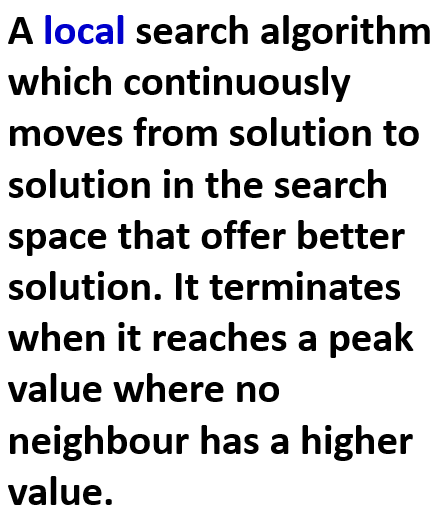 A local search algorithm
which continuously
moves from solution to
solution in the search
space that offer better
solution. It terminates
when it reaches a peak
value where no
neighbour has a higher
value.